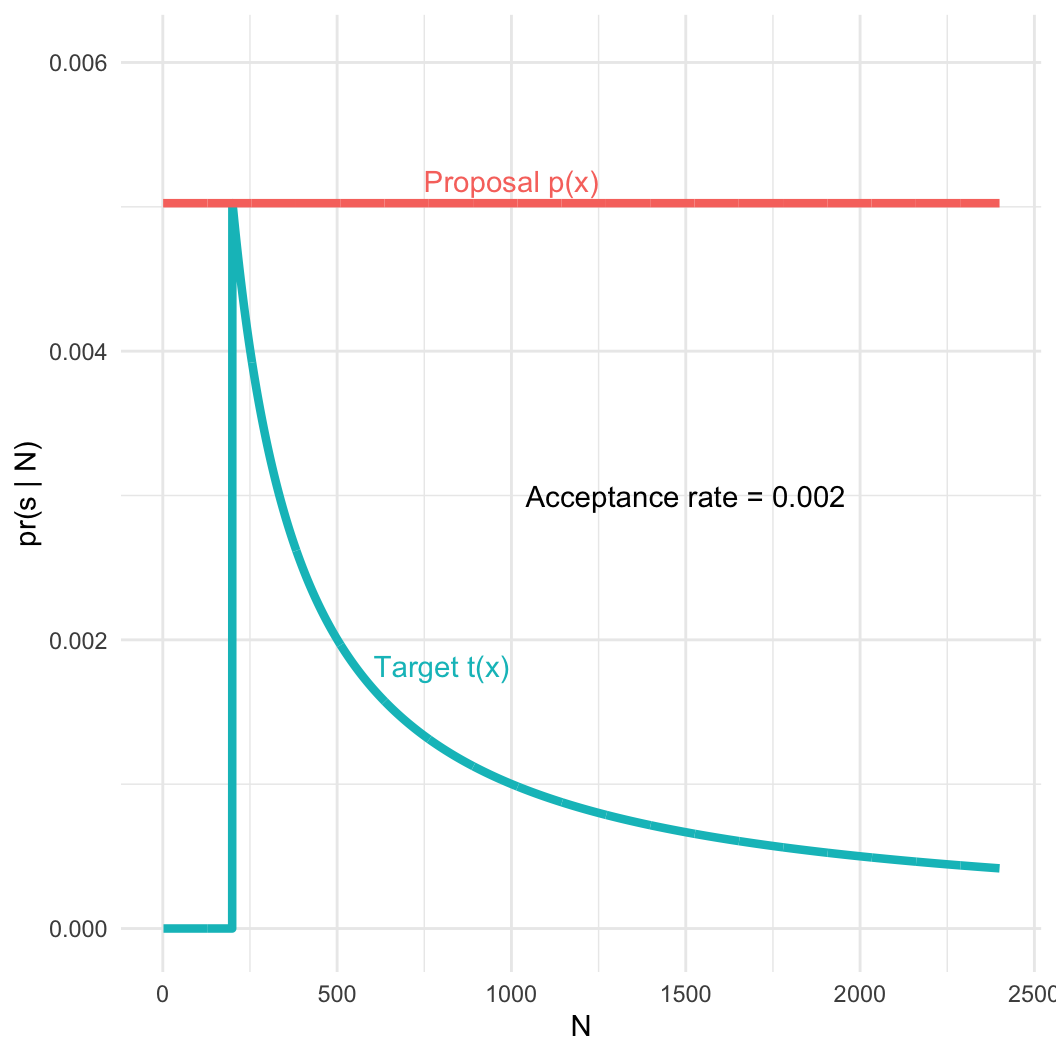 0.006
Proposal p(x)
0.004
pr(s | N)
Acceptance rate = 0.002
0.002
Target t(x)
0.000
0 500 1000 1500 2000 2500
N